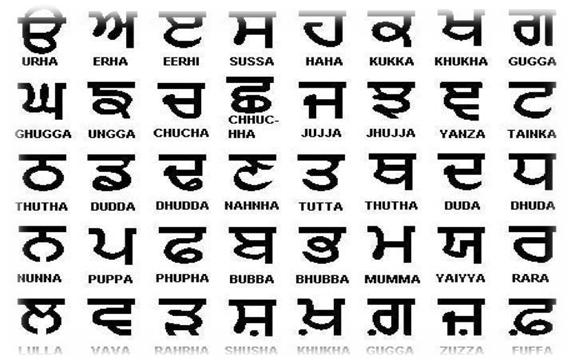 ੳ ਅ ੲ ਸ ਹ ਕ ਖ ਗ
URHA ERHA EERHI SUSSA HAHA KUKKA KHUKHA GUGGA
ਘ ਙ ਚ ਛ ਜ ਝ ਞ ਟ
GHUGGA UNGGA CHUCHA CHHUC-HHA JUJJA JHUJJA YANZA TAINKA
ਠ ਡ ਢ ਣ ਤ ਥ ਦ ਧ
THUTHA DUDDA DHUDDA NAHNHA TUTTA THUTHA DUDA DHUDA
ਨ ਪ ਫ ਬ ਭ ਮ ਯ ਰ
NUNNA PUPPA PHUPHA BUBBA BHUBBA MUMMA YAIYYA RARA
ਲ ਵ ੜ ਸ਼ ਖ਼ ਗ਼ ਜ਼ ਫ਼
LULLA VAVA RAHRHA SHUSHA KHUKHA GUGGA ZUZZA FUFFA